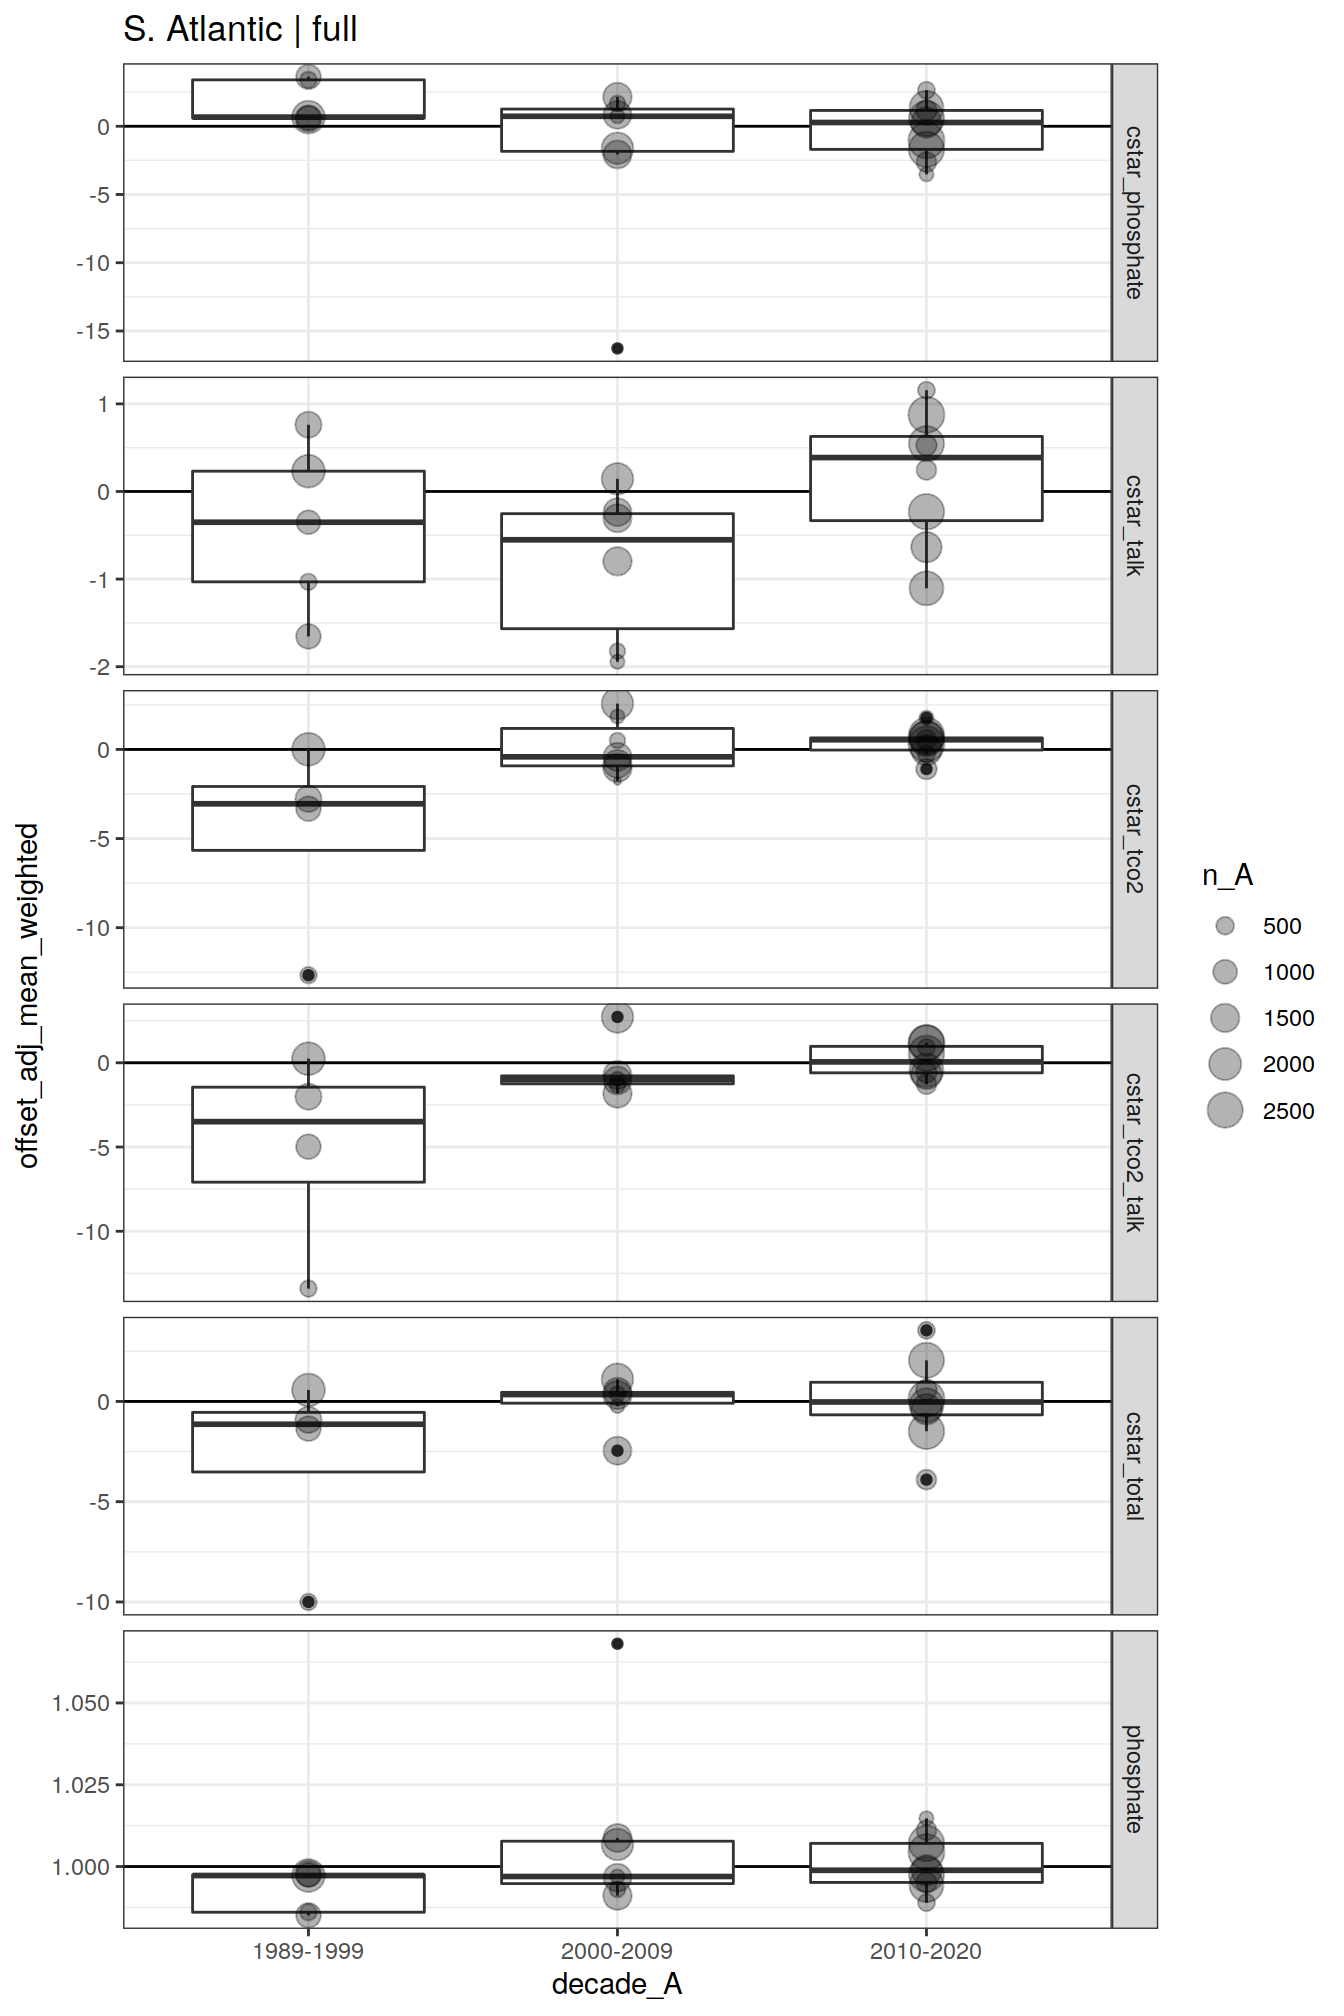 S. Atlantic | full
0
-5
-10
-15
cstar_phosphate
1
0
-1
-2
cstar_talk
0
-5
-10
cstar_tco2
0
-5
-10
cstar_tco2_talk
0
-5
-10
cstar_total
1.050
1.025
1.000
phosphate
offset_adj_mean_weighted
1989-1999
2000-2009
2010-2020
decade_A
n_A
500
1000
1500
2000
2500